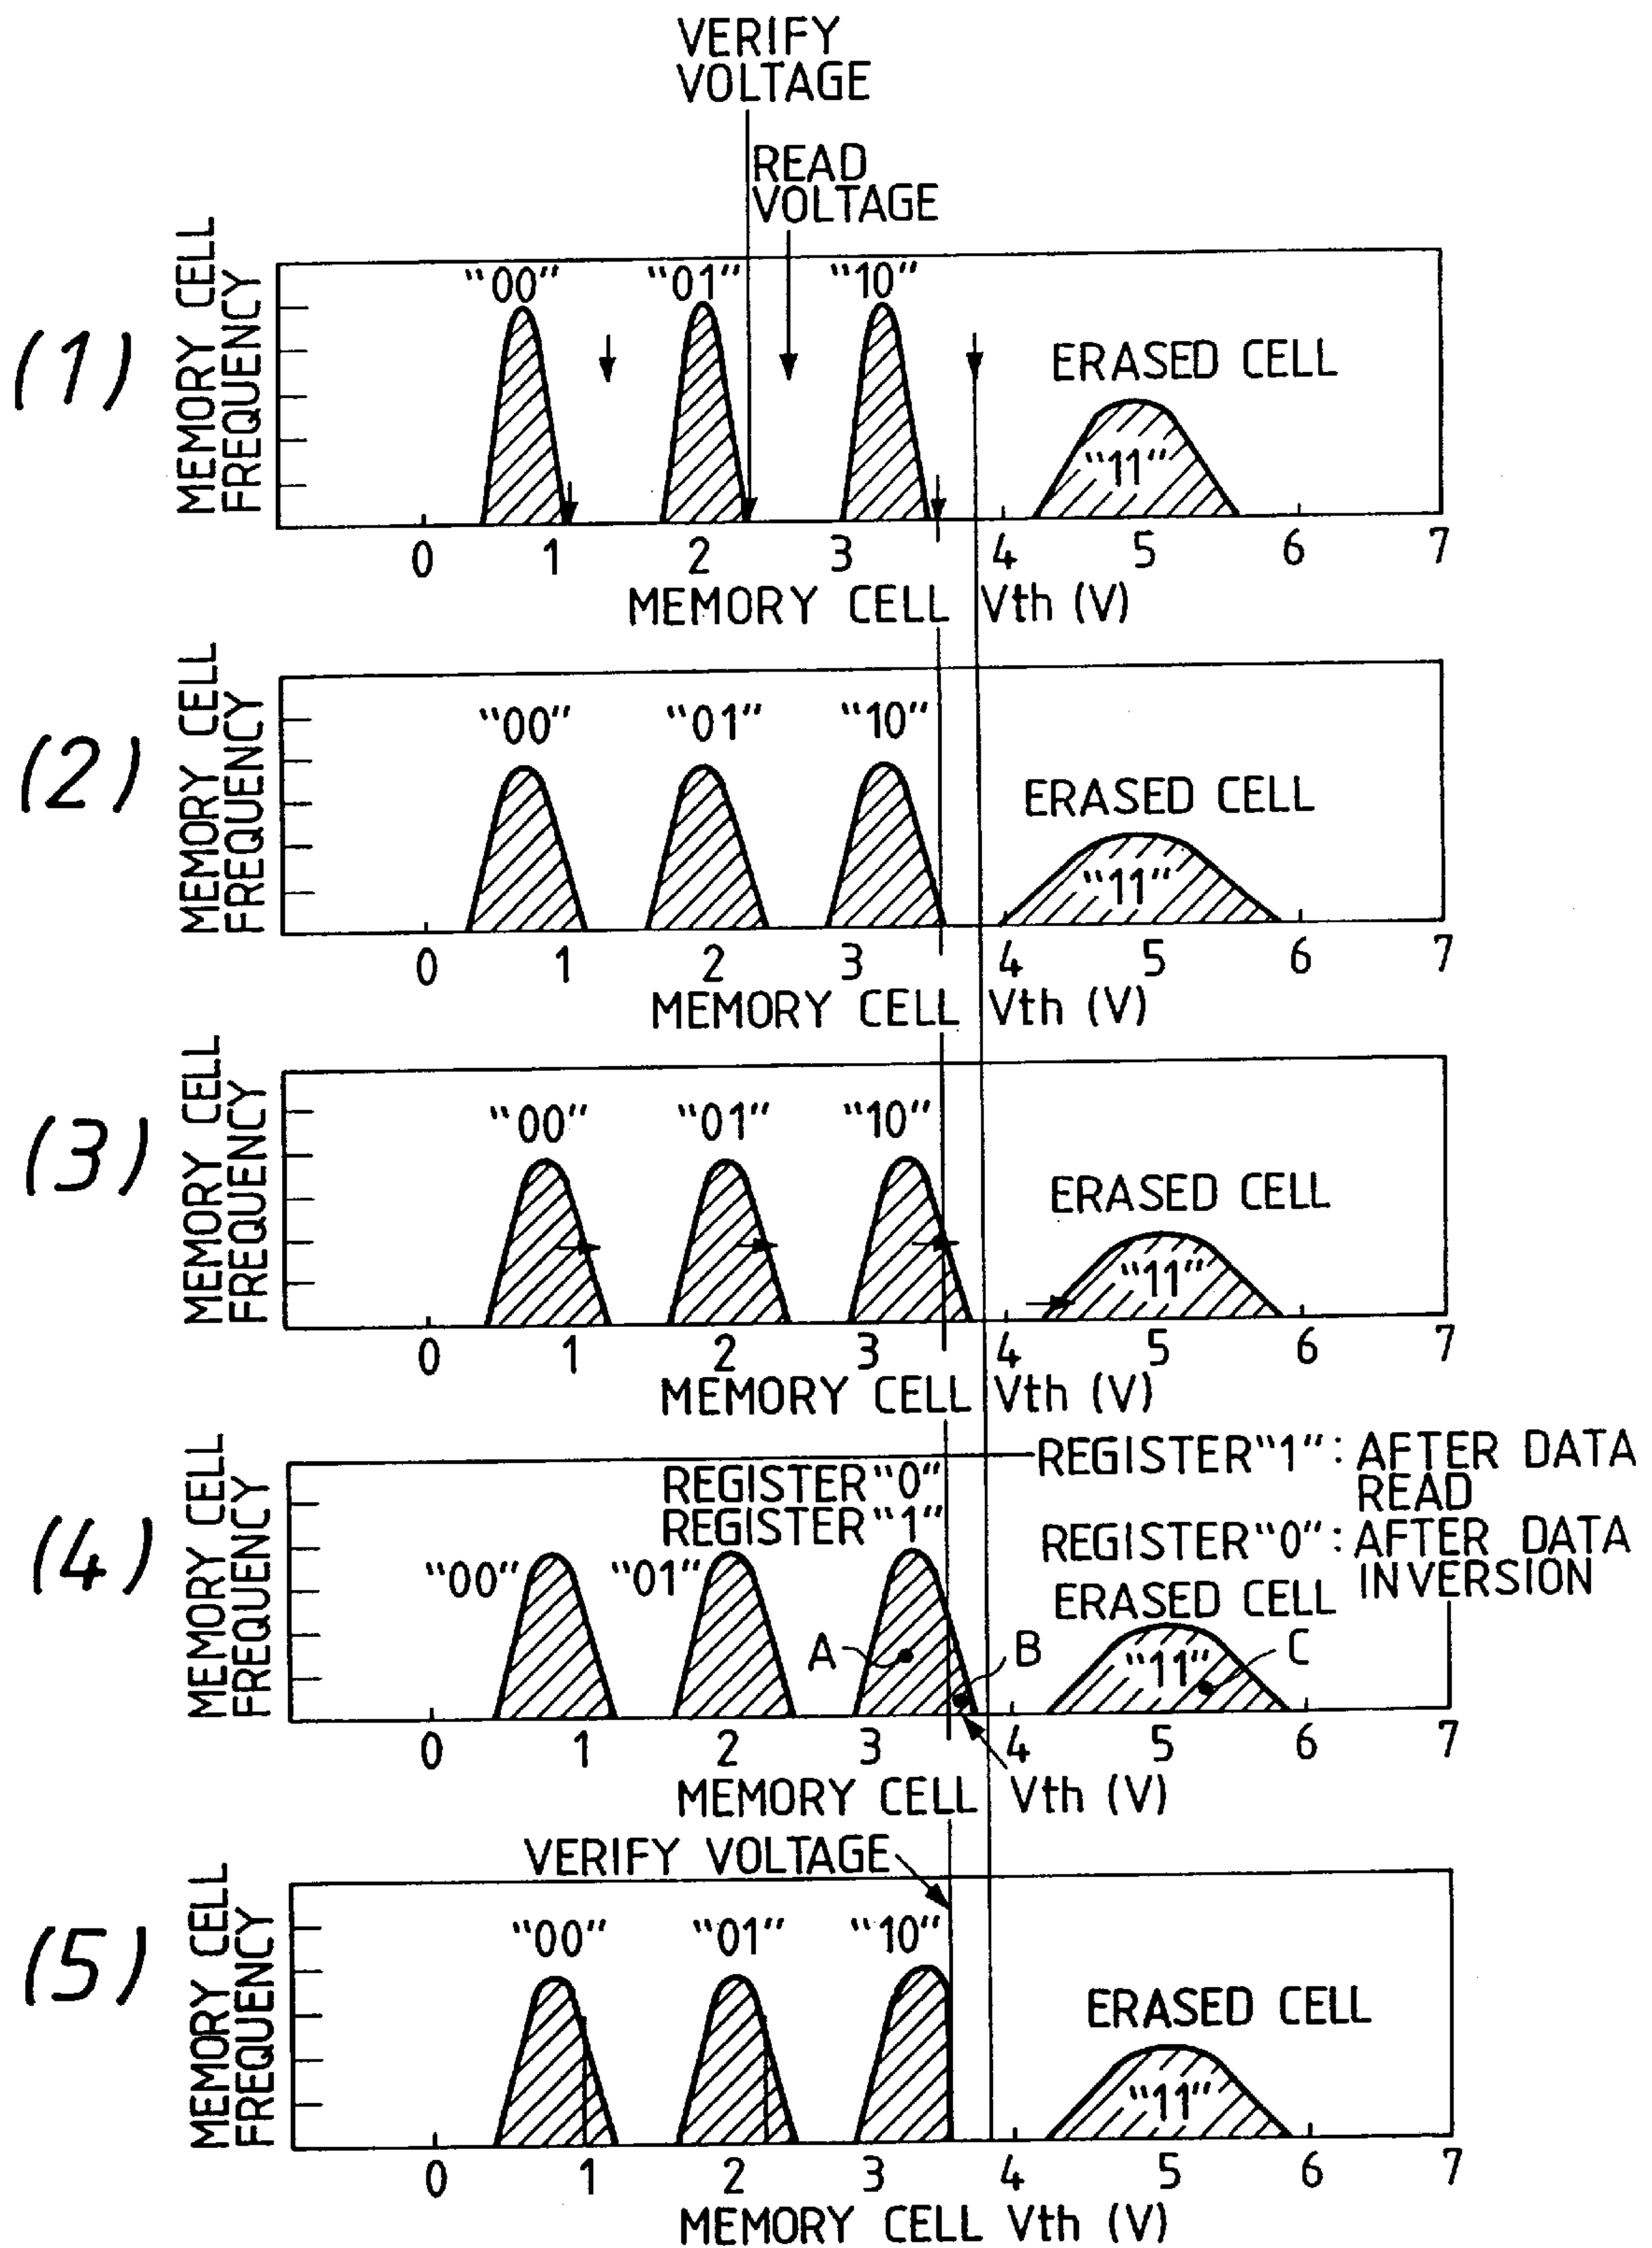 VERIFY
VOLTAGE
READ
VOLTAGE
(1)
MEMORY CELL
FREQUENCY
"00" "01" "10"
ERASED CELL
"11"
0 1 2 3 4 5 6 7
MEMORY CELL Vth (V)
(2)
MEMORY CELL
FREQUENCY
"00" "01" "10"
ERASED CELL
"11"
0 1 2 3 4 5 6 7
MEMORY CELL Vth (V)
(3)
MEMORY CELL
FREQUENCY
"00" "01" "10"
ERASED CELL
"11"
0 1 2 3 4 5 6 7
MEMORY CELL Vth (V)
(4)
MEMORY CELL
FREQUENCY
REGISTER "0"
REGISTER "1"
REGISTER "1" : AFTER DATA
READ
REGISTER "0" : AFTER DATA
INVERSION
"00" "01"
ERASED CELL
A B "11" C
0 1 2 3 4 5 6 7
MEMORY CELL Vth (V)
VERIFY VOLTAGE
(5)
MEMORY CELL
FREQUENCY
"00" "01" "10"
ERASED CELL
"11"
0 1 2 3 4 5 6 7
MEMORY CELL Vth (V)